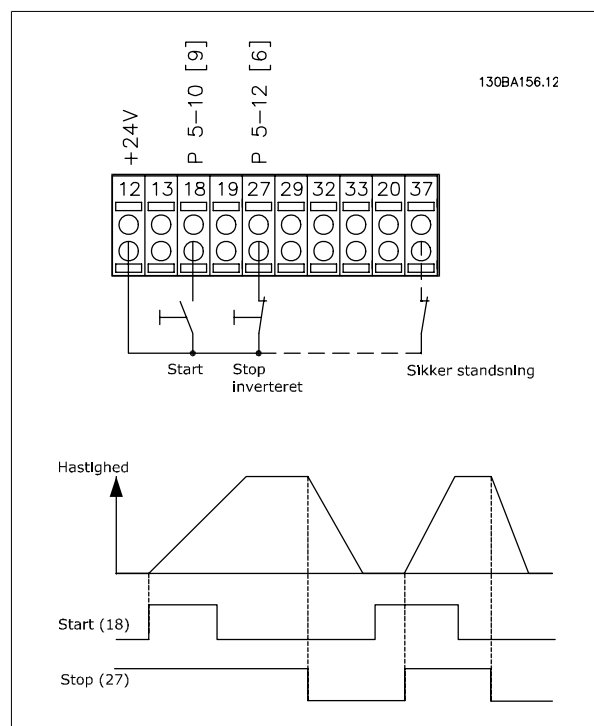 130BA156.12
+24V
P 5-10 [9]
P 5-12 [6]
12 13 18 19 27 29 32 33 20 37
Start
Stop
inverteret
Sikker standsning
Hastighed
Start (18)
Stop (27)